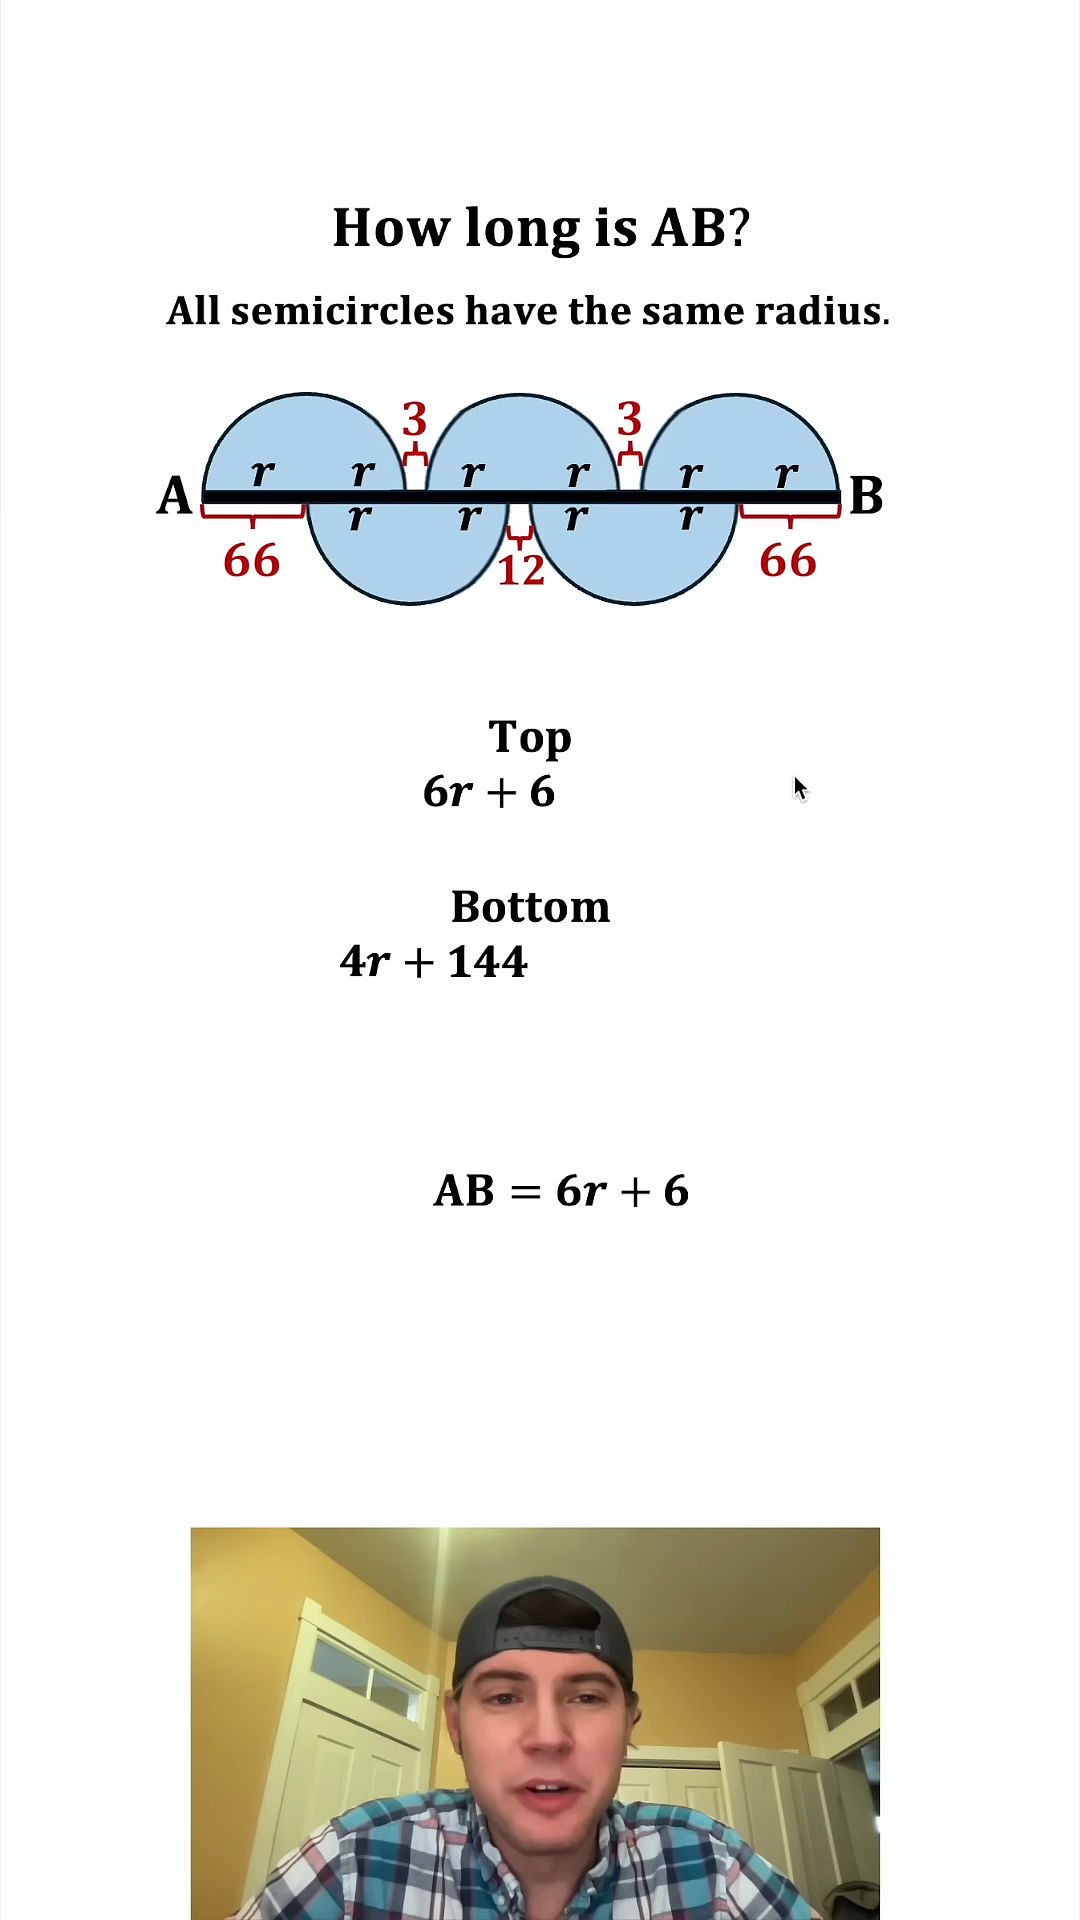 How long is AB?
All semicircles have the same radius.
3 3
r r r r r r
A B
r r r r
66 12 66
Top
6r + 6
Bottom
4r + 144
AB = 6r + 6